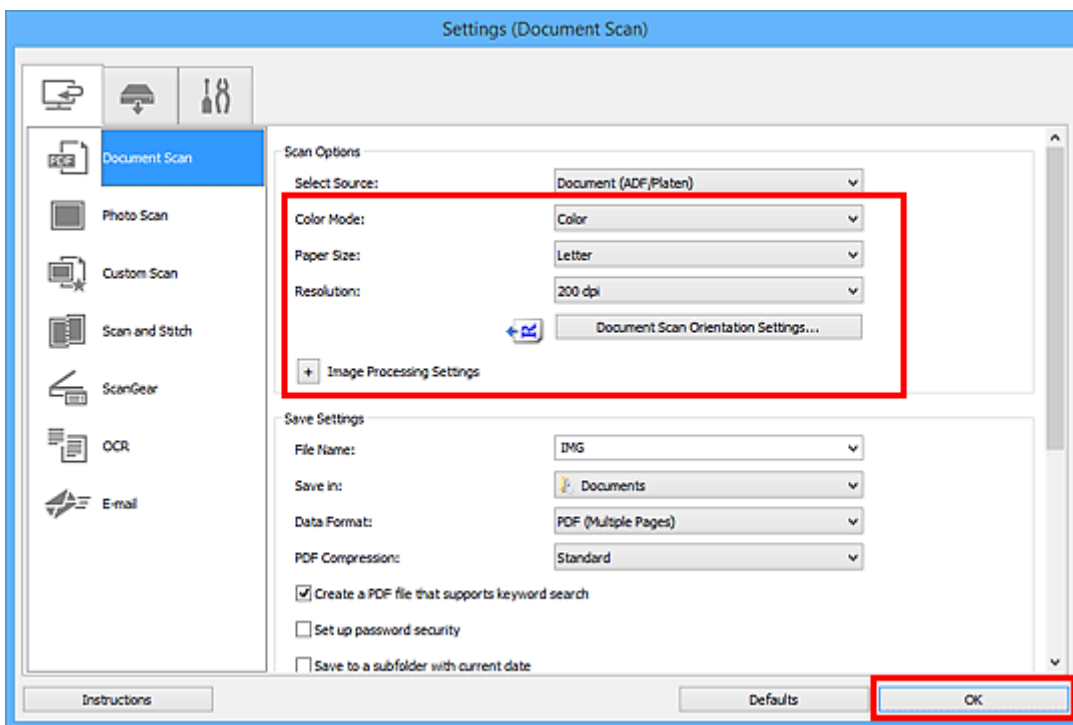 Settings (Document Scan)
PDF
Document Scan
Photo Scan
Custom Scan
Scan and Stitch
ScanGear
OCR
E-mail
Scan Options
Select Source: Document (ADF/Platen)
Color Mode: Color
Paper Size: Letter
Resolution: 200 dpi
R Document Scan Orientation Settings...
+ Image Processing Settings
Save Settings
File Name: IMG
Save in: Documents
Data Format: PDF (Multiple Pages)
PDF Compression: Standard
Create a PDF file that supports keyword search
Set up password security
Save to a subfolder with current date
Instructions Defaults OK